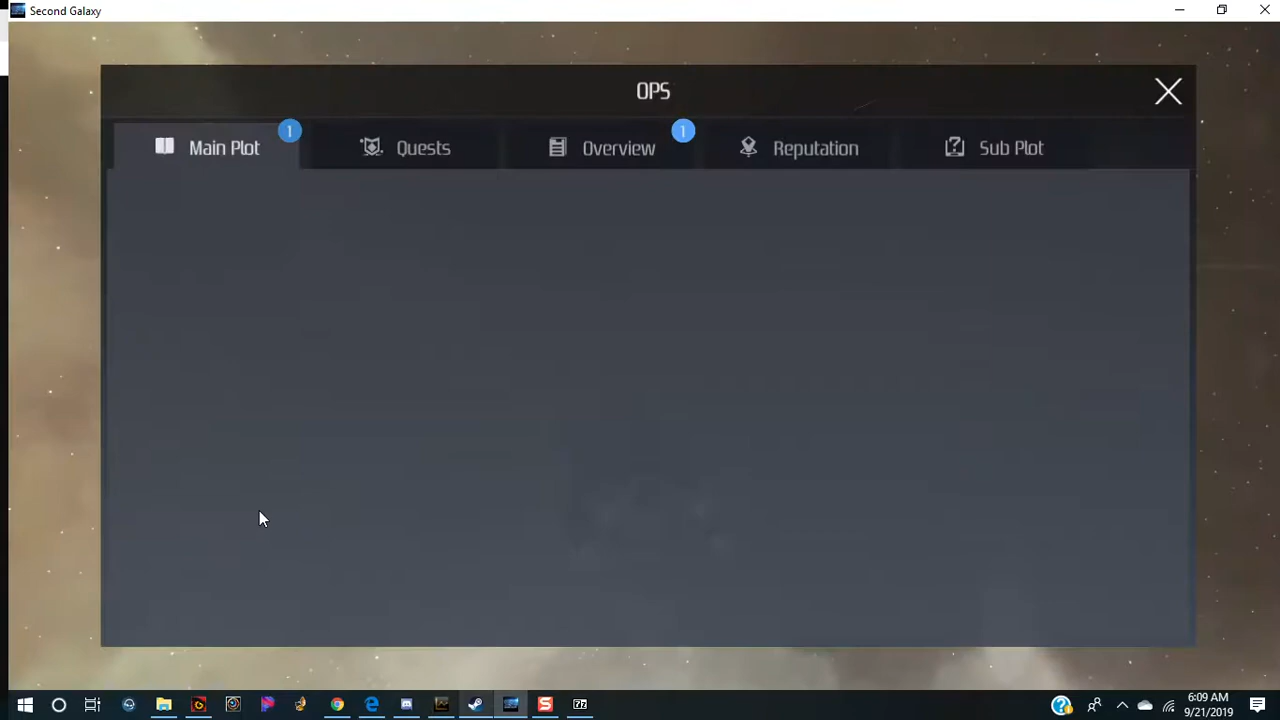 Second Galaxy
OPS
Main Plot
1
Quests
Overview
1
Reputation
Sub Plot
6:09 AM
9/21/2019